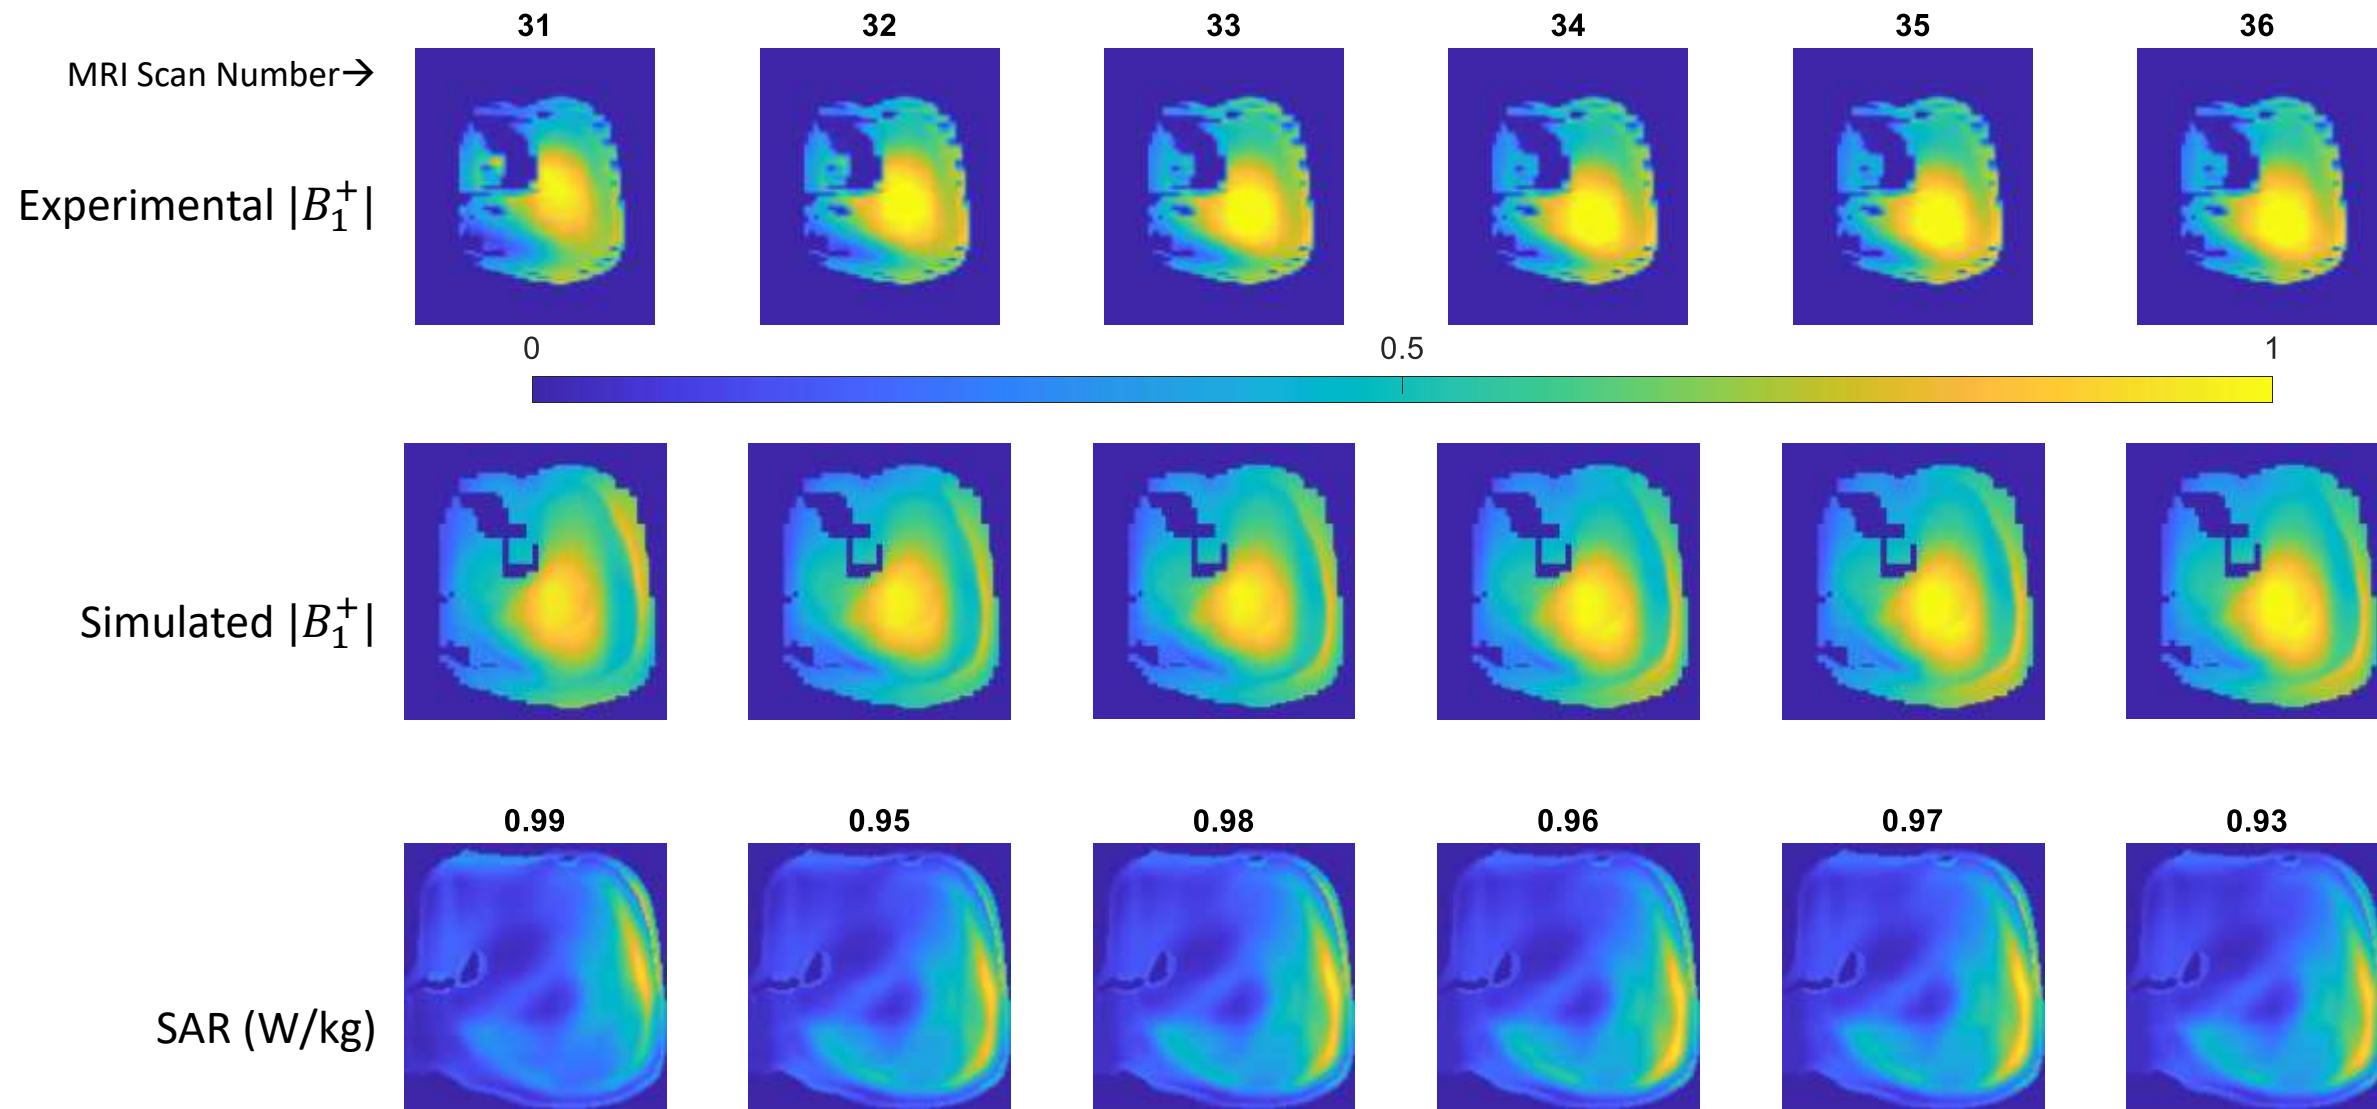 31 32 33 34 35 36
MRI Scan Number→
Experimental |B₁⁺|
0 0.5 1
Simulated |B₁⁺|
0.99 0.95 0.98 0.96 0.97 0.93
SAR (W/kg)